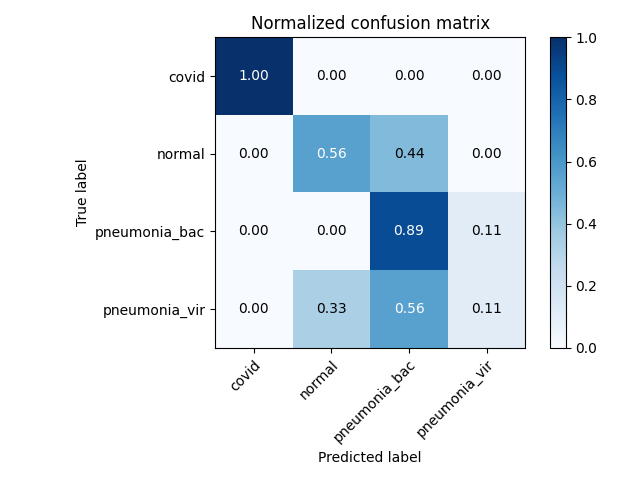 Normalized confusion matrix
covid 1.00 0.00 0.00 0.00
normal 0.00 0.56 0.44 0.00
pneumonia_bac 0.00 0.00 0.89 0.11
pneumonia_vir 0.00 0.33 0.56 0.11
True label
covid normal pneumonia_bac pneumonia_vir
Predicted label
1.0
0.8
0.6
0.4
0.2
0.0